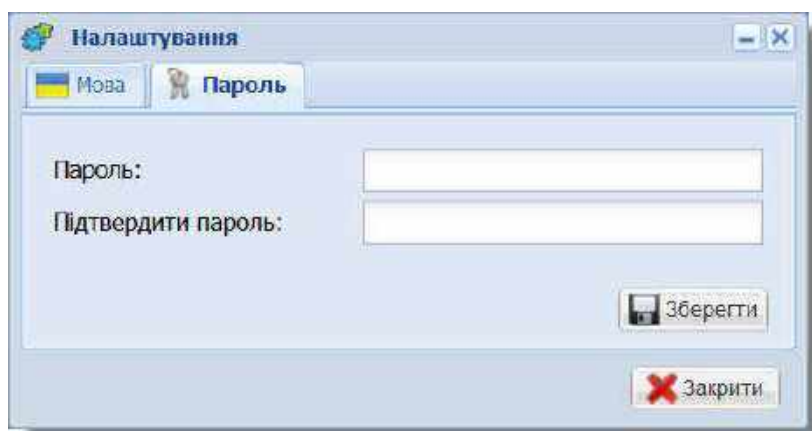 Налаштування
Мова Пароль
Пароль:
Підтвердити пароль:
Зберегти
Закрити